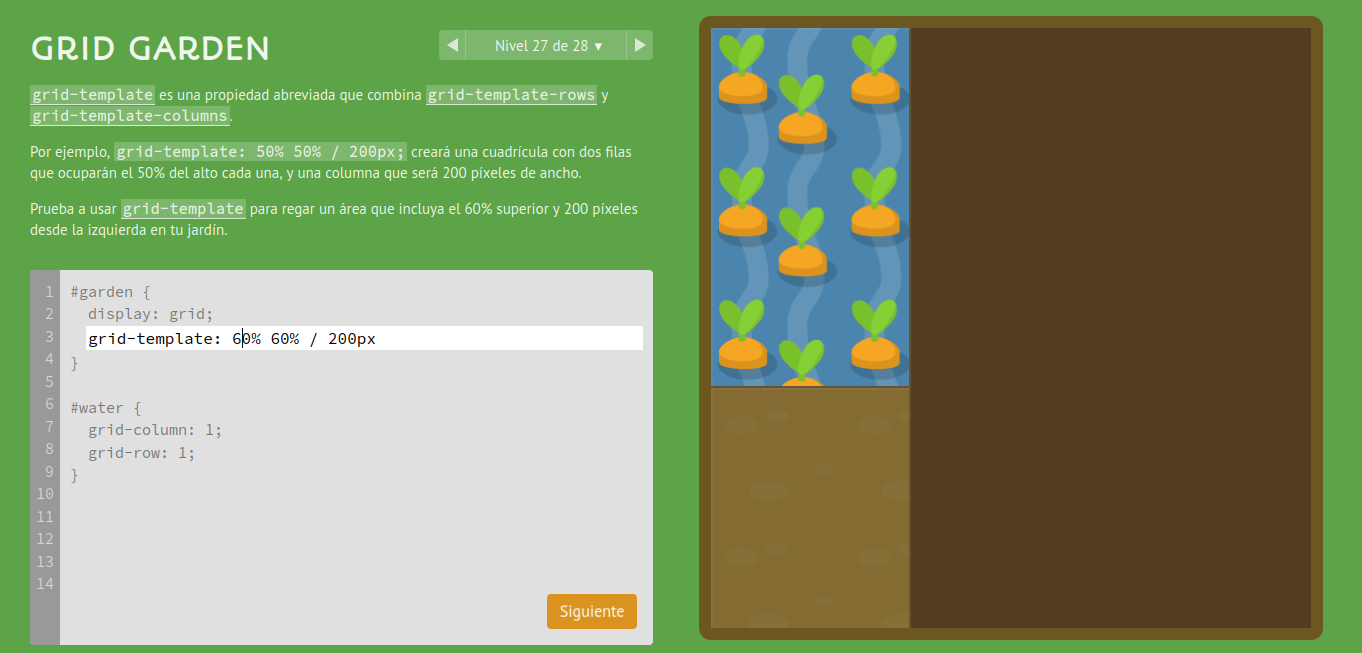 GRID GARDEN
Nivel 27 de 28 ▾
grid-template es una propiedad abreviada que combina grid-template-rows y
grid-template-columns.
Por ejemplo, grid-template: 50% 50% / 200px; creará una cuadrícula con dos filas
que ocuparán el 50% del alto cada una, y una columna que será 200 píxeles de ancho.
Prueba a usar grid-template para regar un área que incluya el 60% superior y 200 píxeles
desde la izquierda en tu jardín.
1 #garden {
2 display: grid;
3 grid-template: 60% 60% / 200px
4 }
5
6 #water {
7 grid-column: 1;
8 grid-row: 1;
9 }
10
11
12
13
14
Siguiente